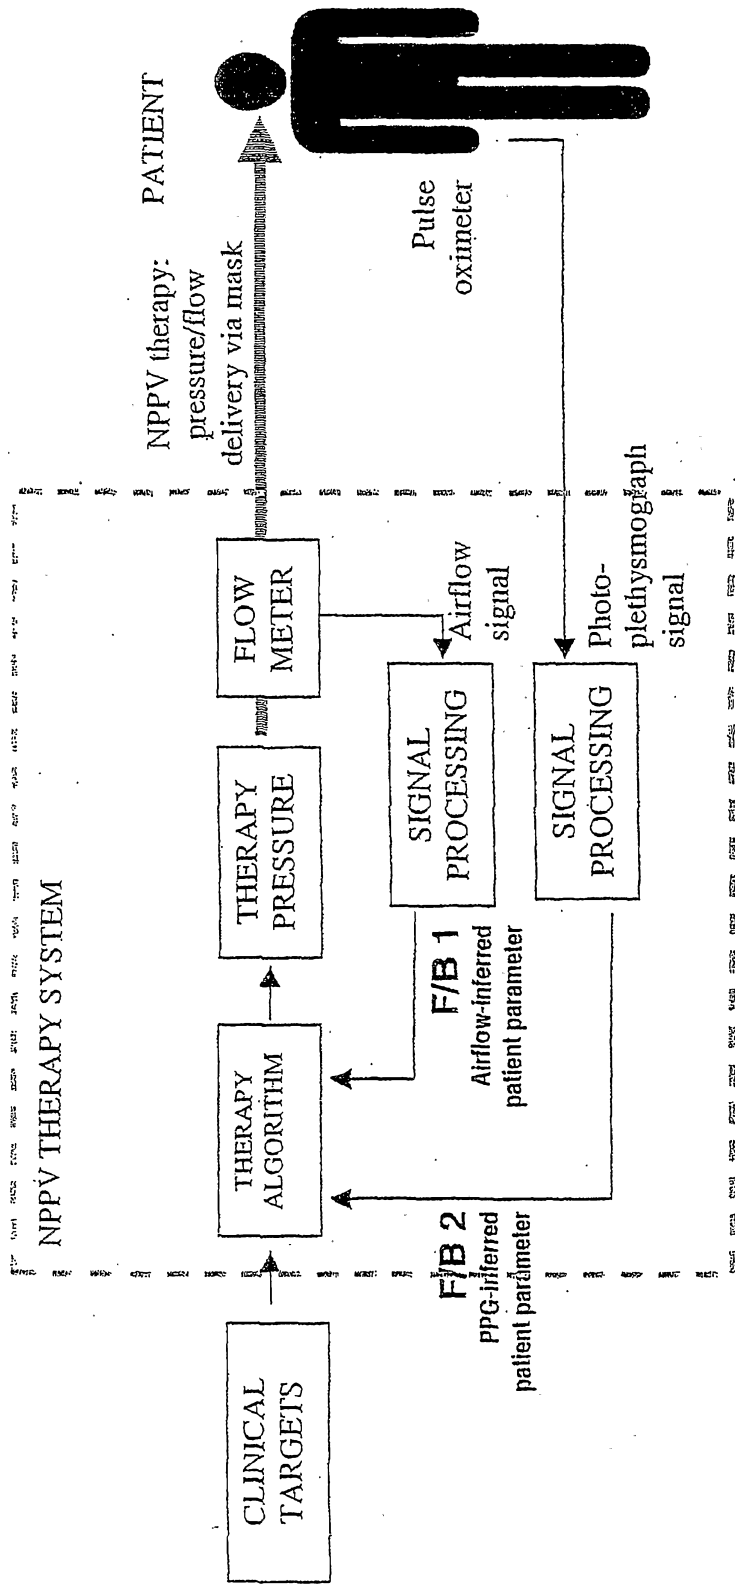 NPPV THERAPY SYSTEM
CLINICAL
TARGETS
THERAPY
ALGORITHM
THERAPY
PRESSURE
FLOW
METER
NPPV therapy:
pressure/flow
delivery via mask
PATIENT
F/B 1
Airflow-inferred
patient parameter
SIGNAL
PROCESSING
Airflow
signal
F/B 2
PPG-inferred
patient parameter
SIGNAL
PROCESSING
Photo-
plethysmograph
signal
Pulse
oximeter